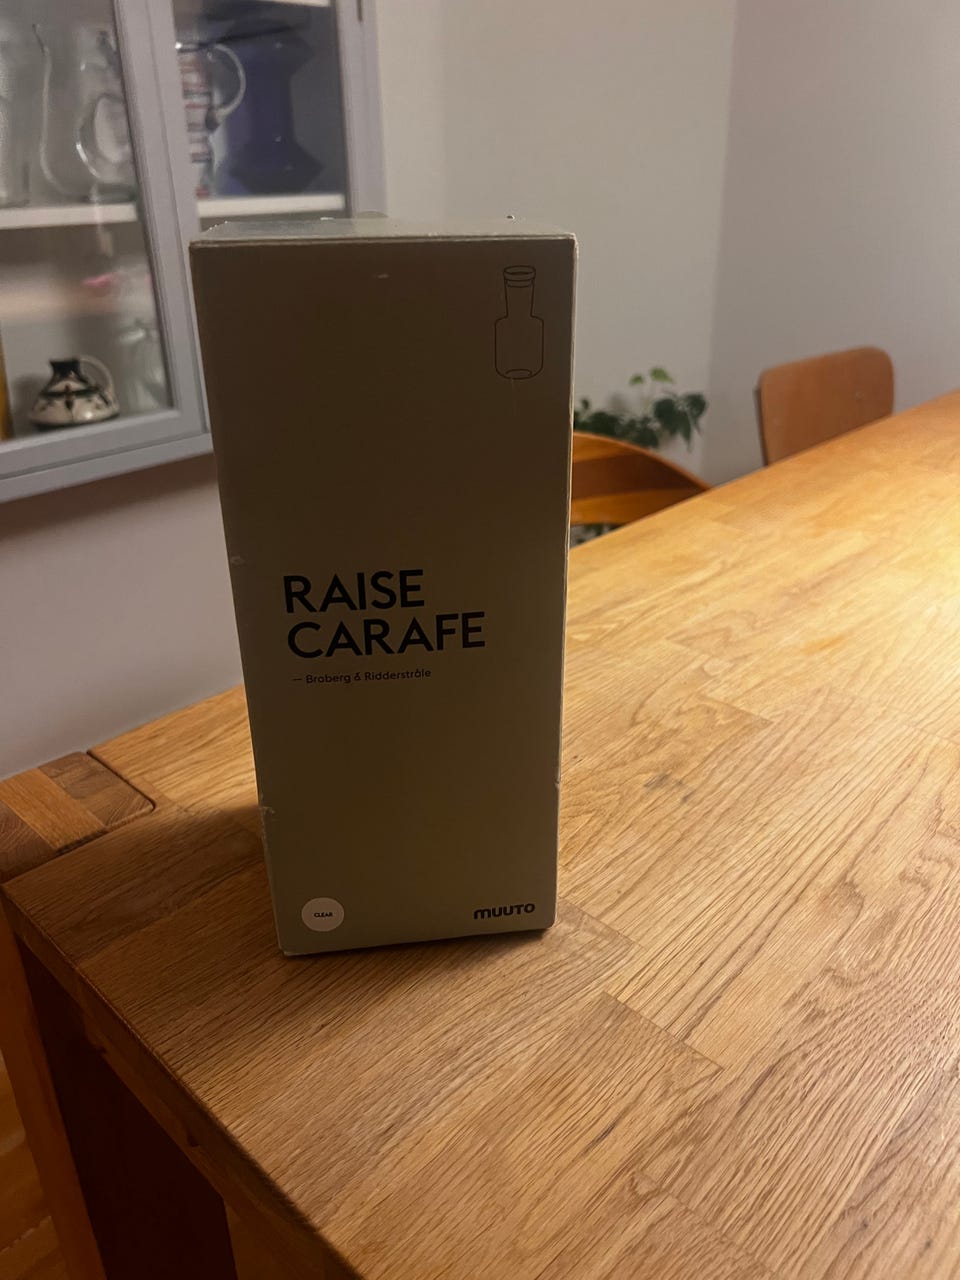 RAISE
CARAFE
— Broberg & Ridderstråle
CLEAR
muuto